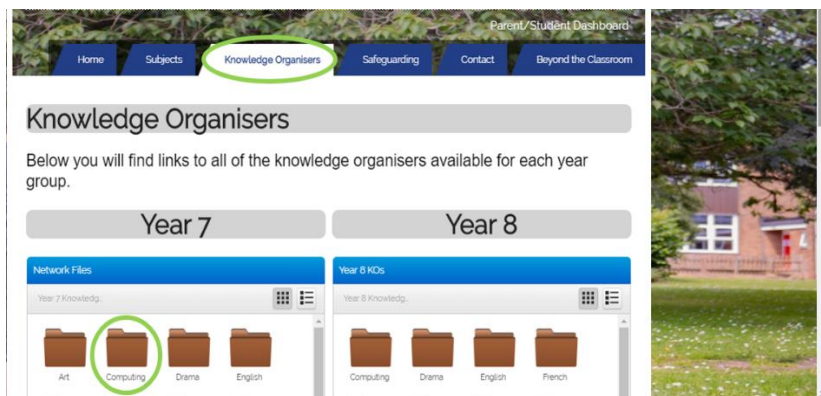 Parent/Student Dashboard
Home Subjects Knowledge Organisers Safeguarding Contact Beyond the Classroom
Knowledge Organisers
Below you will find links to all of the knowledge organisers available for each year
group.
Year 7 Year 8
Network Files Year 8 KOs
Year 7 Knowledg.. Year 8 Knowledg..
Art Computing Drama English Computing Drama English French